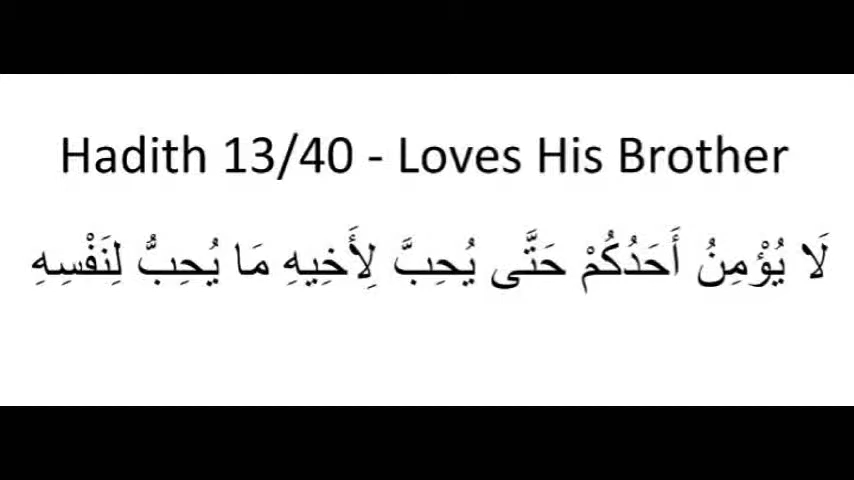 Hadith 13/40 - Loves His Brother
لَا يُؤْمِنُ أَحَدُكُمْ حَتَّى يُحِبَّ لِأَخِيهِ مَا يُحِبُّ لِنَفْسِهِ